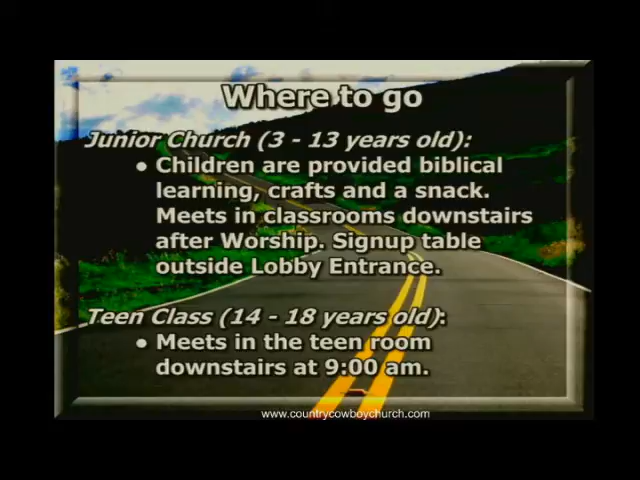 Where to go
Junior Church (3 - 13 years old):
• Children are provided biblical
learning, crafts and a snack.
Meets in classrooms downstairs
after Worship. Signup table
outside Lobby Entrance.
Teen Class (14 - 18 years old):
• Meets in the teen room
downstairs at 9:00 am.
www.countrycowboychurch.com